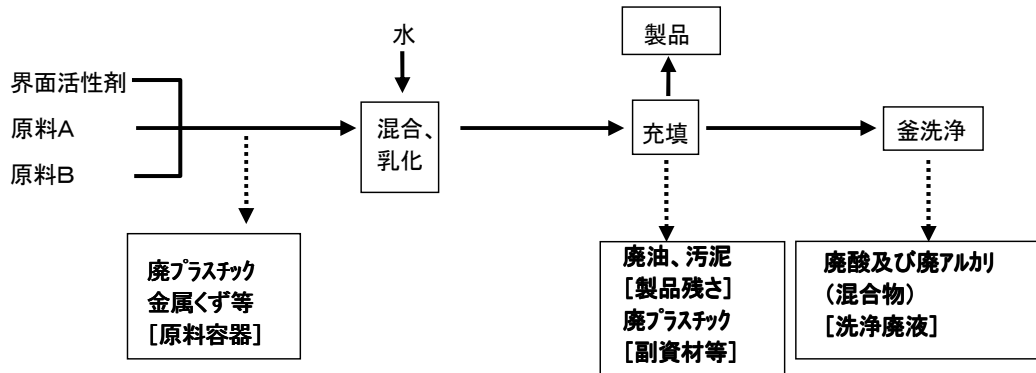 水
製品
界面活性剤
原料A
原料B
混合、
乳化
充填
釜洗浄
廃プラスチック
金属くず等
[原料容器]
廃油、汚泥
[製品残さ]
廃プラスチック
[副資材等]
廃酸及び廃アルカリ
（混合物）
[洗浄廃液]